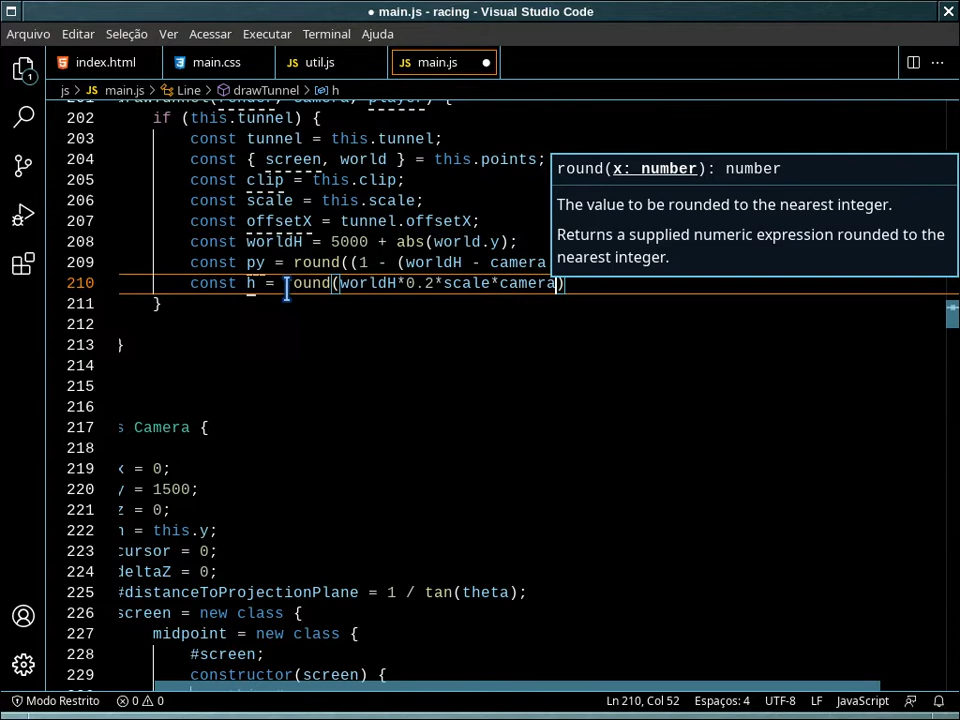 ● main.js - racing - Visual Studio Code
Arquivo Editar Seleção Ver Acessar Executar Terminal Ajuda
index.html main.css util.js main.js
js > JS main.js > Line > drawTunnel > h
202 if (this.tunnel) {
203 const tunnel = this.tunnel;
204 const { screen, world } = this.points;
205 const clip = this.clip;
206 const scale = this.scale;
207 const offsetX = tunnel.offsetX;
208 const worldH = 5000 + abs(world.y);
209 const py = round((1 - (worldH - camera
210 const h = round(worldH*0.2*scale*camera)
211 }
212
213 }
214
215
216
217 s Camera {
218
219 x = 0;
220 y = 1500;
221 z = 0;
222 h = this.y;
223 cursor = 0;
224 deltaZ = 0;
225 #distanceToProjectionPlane = 1 / tan(theta);
226 screen = new class {
227 midpoint = new class {
228 #screen;
229 constructor(screen) {
round(x: number): number
The value to be rounded to the nearest integer.
Returns a supplied numeric expression rounded to the
nearest integer.
Modo Restrito 0 0 Ln 210, Col 52 Espaços: 4 UTF-8 LF JavaScript